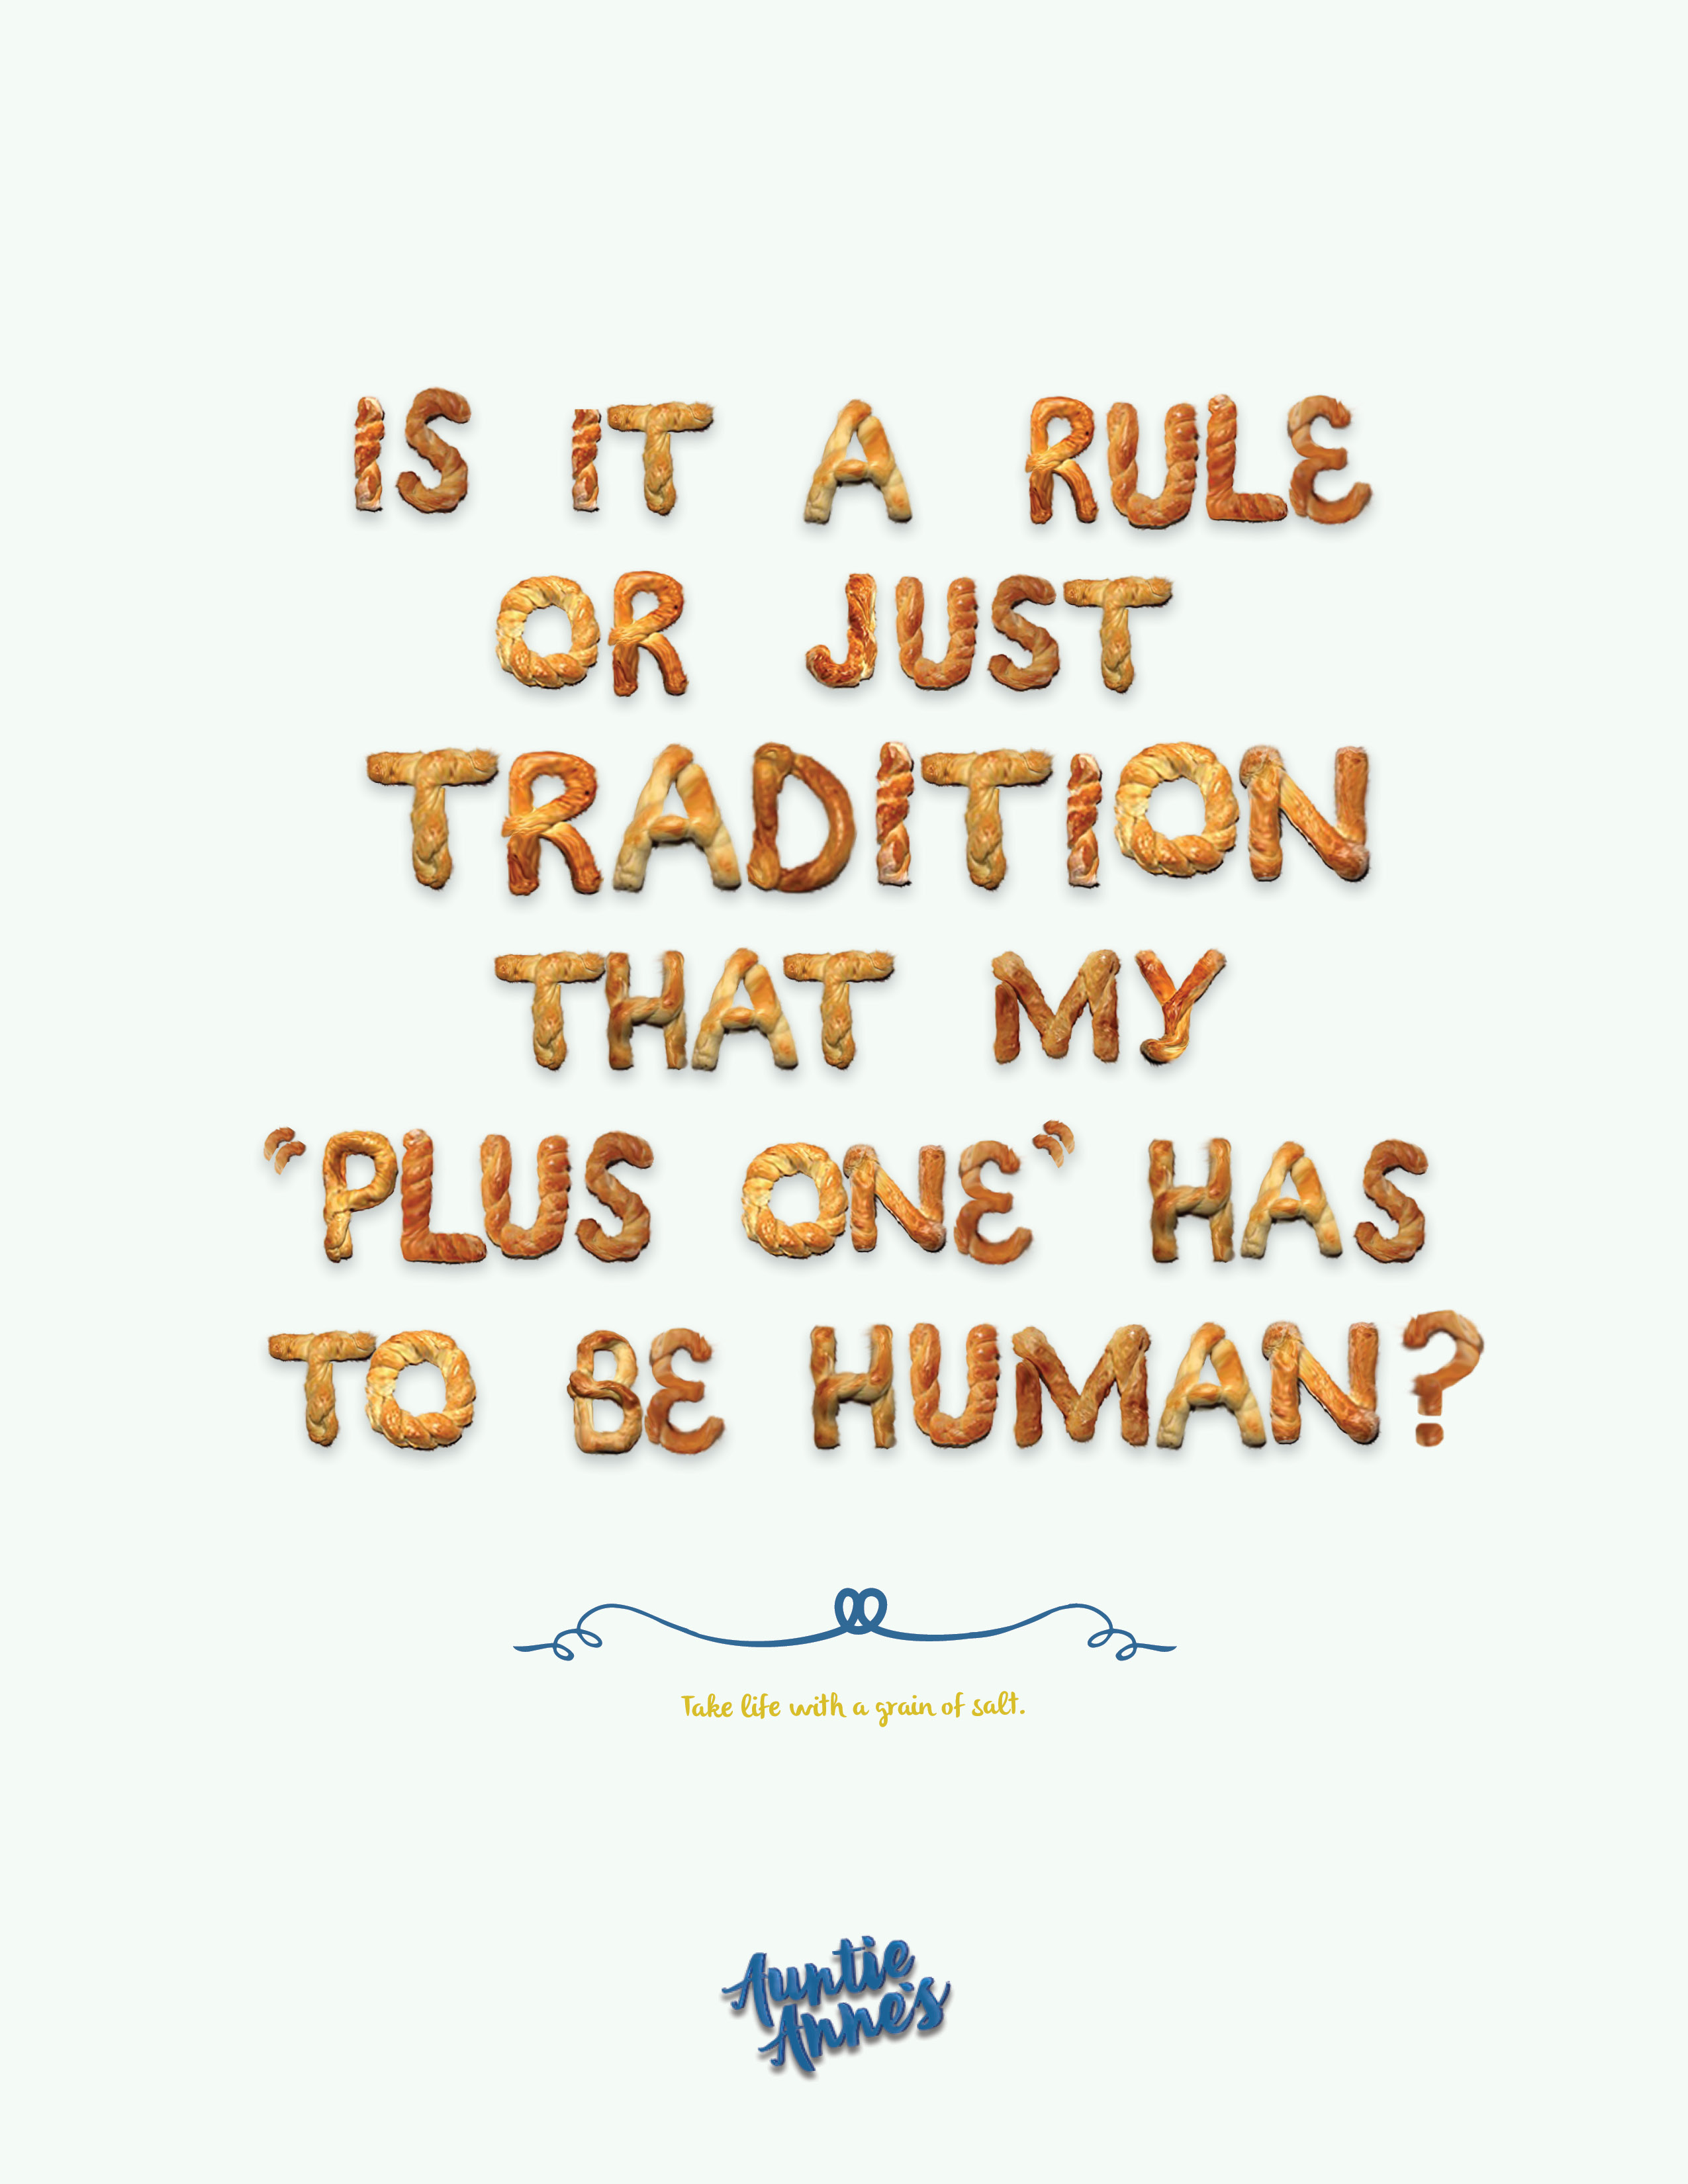 IS IT A RULE
OR JUST
TRADITION
THAT MY
"PLUS ONE" HAS
TO BE HUMAN?
Take life with a grain of salt.
Auntie
Anne's